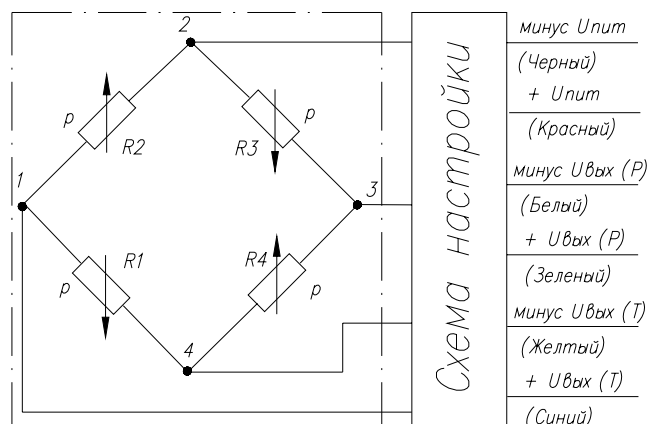 2
1
3
4
p
R2
p
R3
p
R1
p
R4
Схема настройки
минус Uпит
(Черный)
+ Uпит
(Красный)
минус Uвых (P)
(Белый)
+ Uвых (P)
(Зеленый)
минус Uвых (T)
(Желтый)
+ Uвых (T)
(Синий)